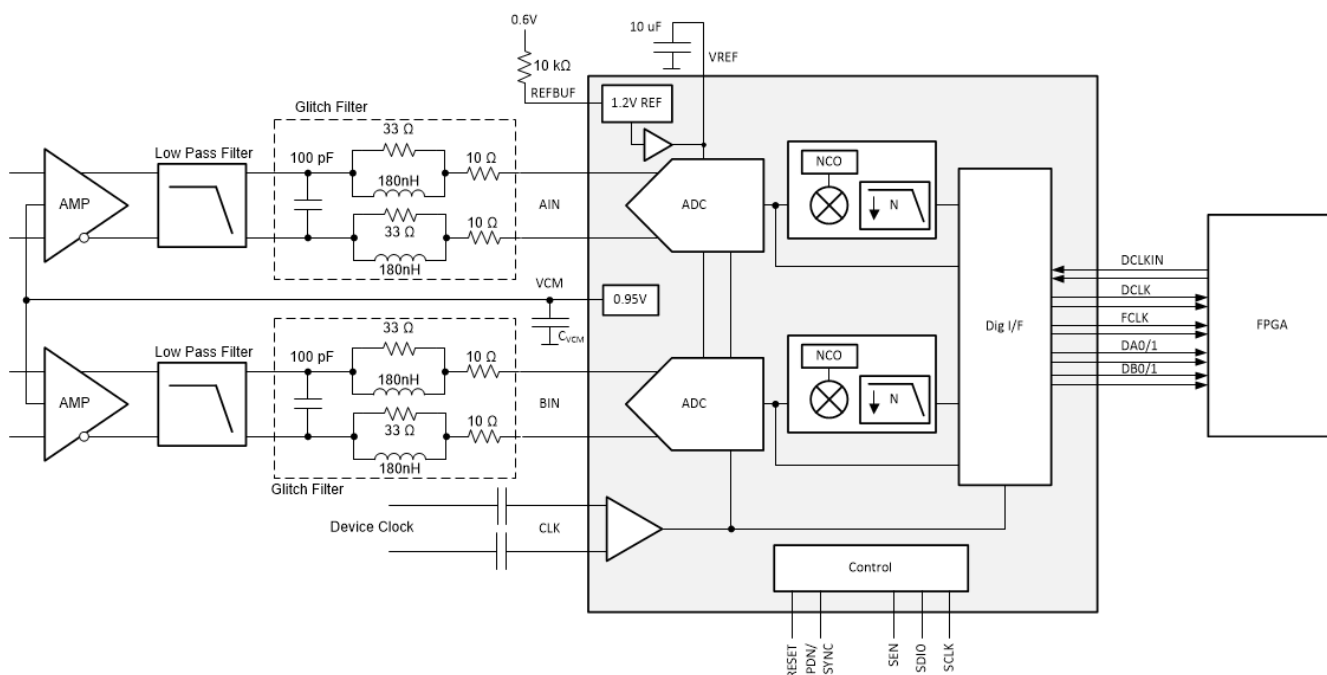 0.6V
10 uF
VREF
10 kΩ
REFBUF
1.2V REF
Glitch Filter
33 Ω
Low Pass Filter
100 pF
10 Ω
NCO
180nH
AMP
AIN
ADC
N
10 Ω
33 Ω
180nH
DCLKIN
VCM
0.95V
DCLK
Dig I/F
FCLK
FPGA
33 Ω
CVCM
DA0/1
Low Pass Filter
100 pF
10 Ω
NCO
DB0/1
180nH
AMP
BIN
ADC
N
10 Ω
33 Ω
180nH
Glitch Filter
Device Clock
CLK
Control
RESET
PDN/
SYNC
SEN
SDIO
SCLK